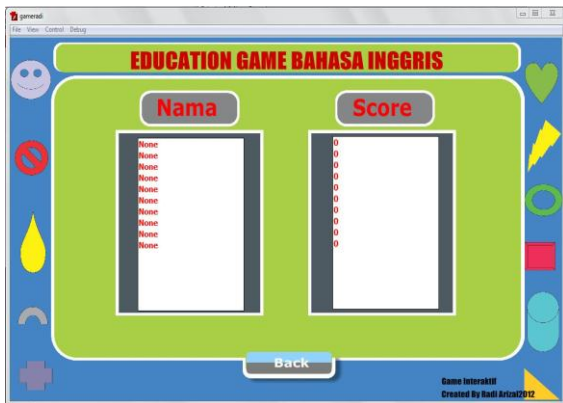 gameradi
File View Control Debug
EDUCATION GAME BAHASA INGGRIS
Nama
Score
None
None
None
None
None
None
None
None
None
None
0
0
0
0
0
0
0
0
0
0
Back
Game Interaktif
Created By Radi Arizal2012